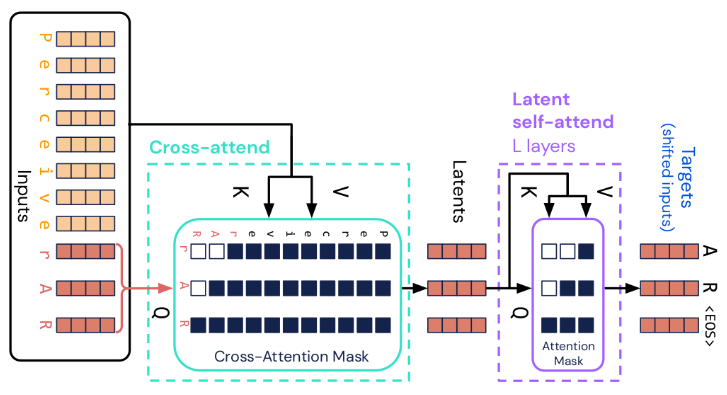 Inputs
P
e
r
c
e
i
v
e
r
A
R
Cross-attend
K
V
Q
R A r e v i e c r e P
r
A
R
Cross-Attention Mask
Latents
Latent
self-attend
L layers
K
V
Q
Attention
Mask
Targets
(shifted inputs)
A
R
<EOS>